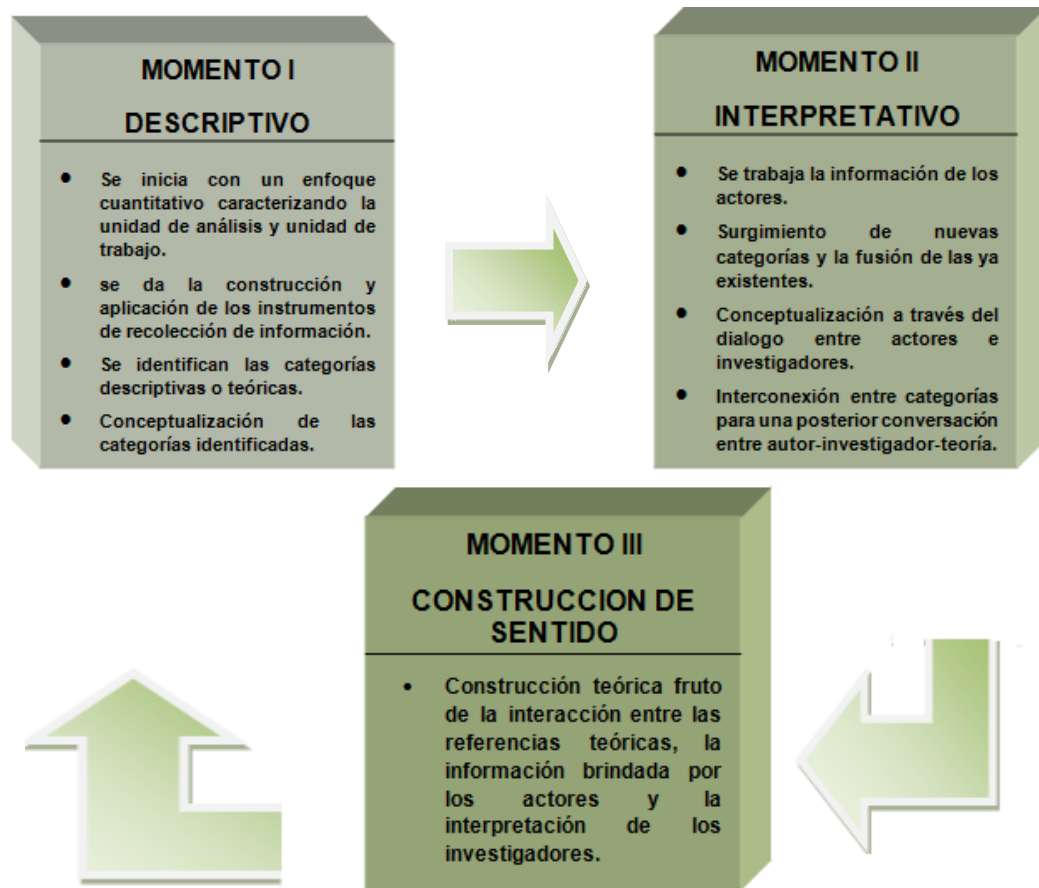 MOMENTO I
DESCRIPTIVO
• Se inicia con un enfoque
cuantitativo caracterizando la
unidad de análisis y unidad de
trabajo.
• se da la construcción y
aplicación de los instrumentos
de recolección de información.
• Se identifican las categorías
descriptivas o teóricas.
• Conceptualización de las
categorías identificadas.
MOMENTO II
INTERPRETATIVO
• Se trabaja la información de los
actores.
• Surgimiento de nuevas
categorías y la fusión de las ya
existentes.
• Conceptualización a través del
dialogo entre actores e
investigadores.
• Interconexión entre categorías
para una posterior conversación
entre autor-investigador-teoría.
MOMENTO III
CONSTRUCCION DE
SENTIDO
• Construcción teórica fruto
de la interacción entre las
referencias teóricas, la
información brindada por
los actores y la
interpretación de los
investigadores.